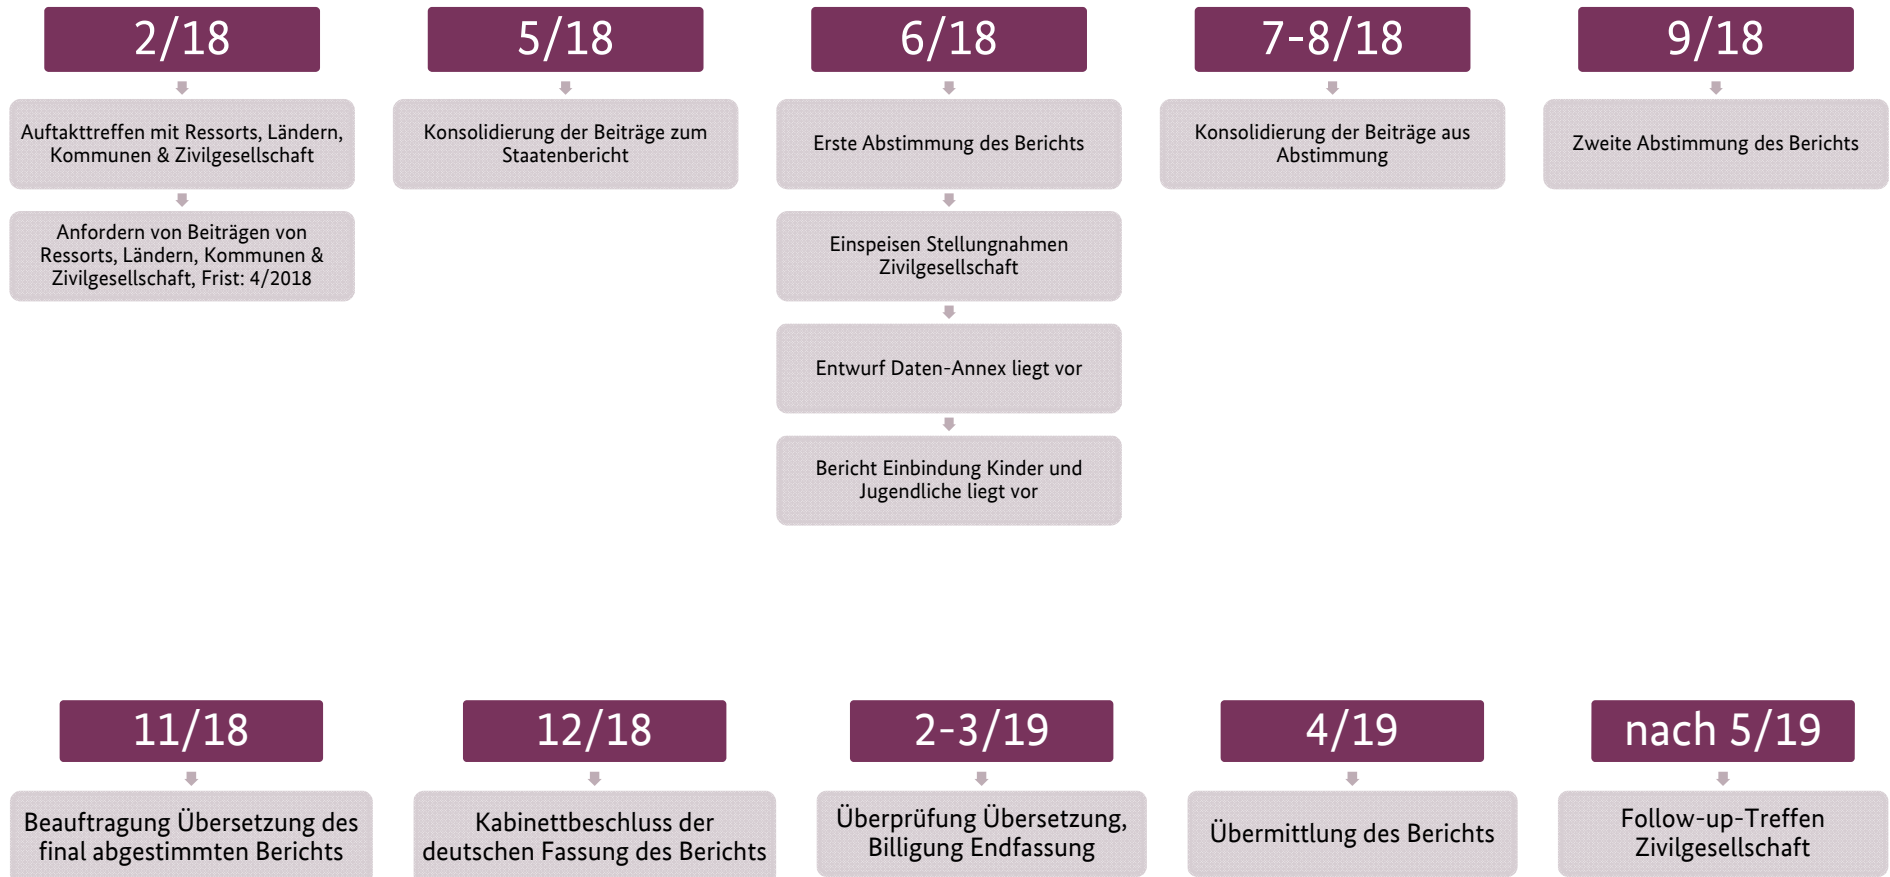 2/18
Auftakttreffen mit Ressorts, Ländern,
Kommunen & Zivilgesellschaft
Anfordern von Beiträgen von
Ressorts, Ländern, Kommunen &
Zivilgesellschaft, Frist: 4/2018
5/18
Konsolidierung der Beiträge zum
Staatenbericht
6/18
Erste Abstimmung des Berichts
Einspeisen Stellungnahmen
Zivilgesellschaft
Entwurf Daten-Annex liegt vor
Bericht Einbindung Kinder und
Jugendliche liegt vor
7-8/18
Konsolidierung der Beiträge aus
Abstimmung
9/18
Zweite Abstimmung des Berichts
11/18
Beauftragung Übersetzung des
final abgestimmten Berichts
12/18
Kabinettbeschluss der
deutschen Fassung des Berichts
2-3/19
Überprüfung Übersetzung,
Billigung Endfassung
4/19
Übermittlung des Berichts
nach 5/19
Follow-up-Treffen
Zivilgesellschaft